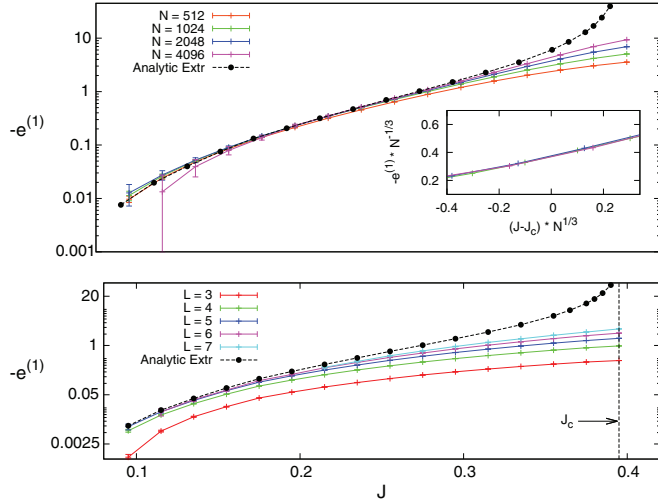 N = 512
N = 1024
N = 2048
N = 4096
Analytic Extr
10
1
0.1
0.01
0.001
-e(1)
0.6
0.4
0.2
-e(1) * N-1/3
-0.4
-0.2
0
0.2
(J-Jc) * N1/3
L = 3
L = 4
L = 5
L = 6
L = 7
Analytic Extr
20
1
0.05
0.0025
-e(1)
Jc
0.1
0.2
0.3
0.4
J